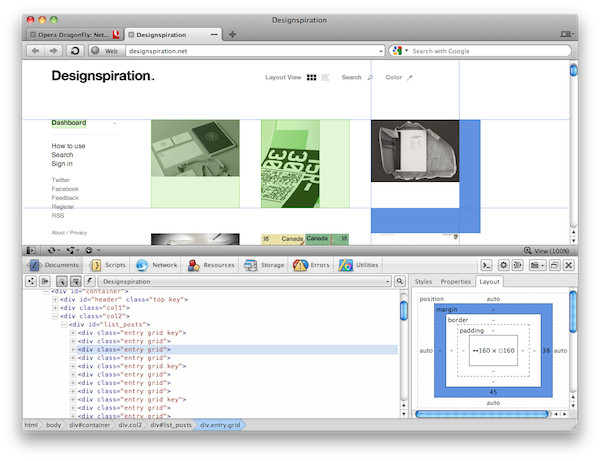 Designspiration
Opera Dragonfly: Net...
Designspiration
Web
designspiration.net
Search with Google
Designspiration.
Layout View
Search
Color
Dashboard
How to use
Search
Sign in
Twitter
Facebook
Feedback
Register
RSS
About / Privacy
15 Canada
Canada 15
View (100%)
Documents
Scripts
Network
Resources
Storage
Errors
Utilities
Designspiration
Styles
Properties
Layout
<div id="container">
<div id="header" class="top key">
<div class="col1">
<div class="col2">
<div id="list_posts">
<div class="entry grid key">
<div class="entry grid">
<div class="entry grid">
<div class="entry grid">
<div class="entry grid key">
<div class="entry grid">
<div class="entry grid">
<div class="entry grid">
<div class="entry grid key">
<div class="entry grid">
<div class="entry grid">
position
auto
margin
-
border
-
padding
-
auto
-
-
-
160 × 160
-
-
38
auto
-
-
45
auto
html
body
div#container
div.col2
div#list_posts
div.entry.grid